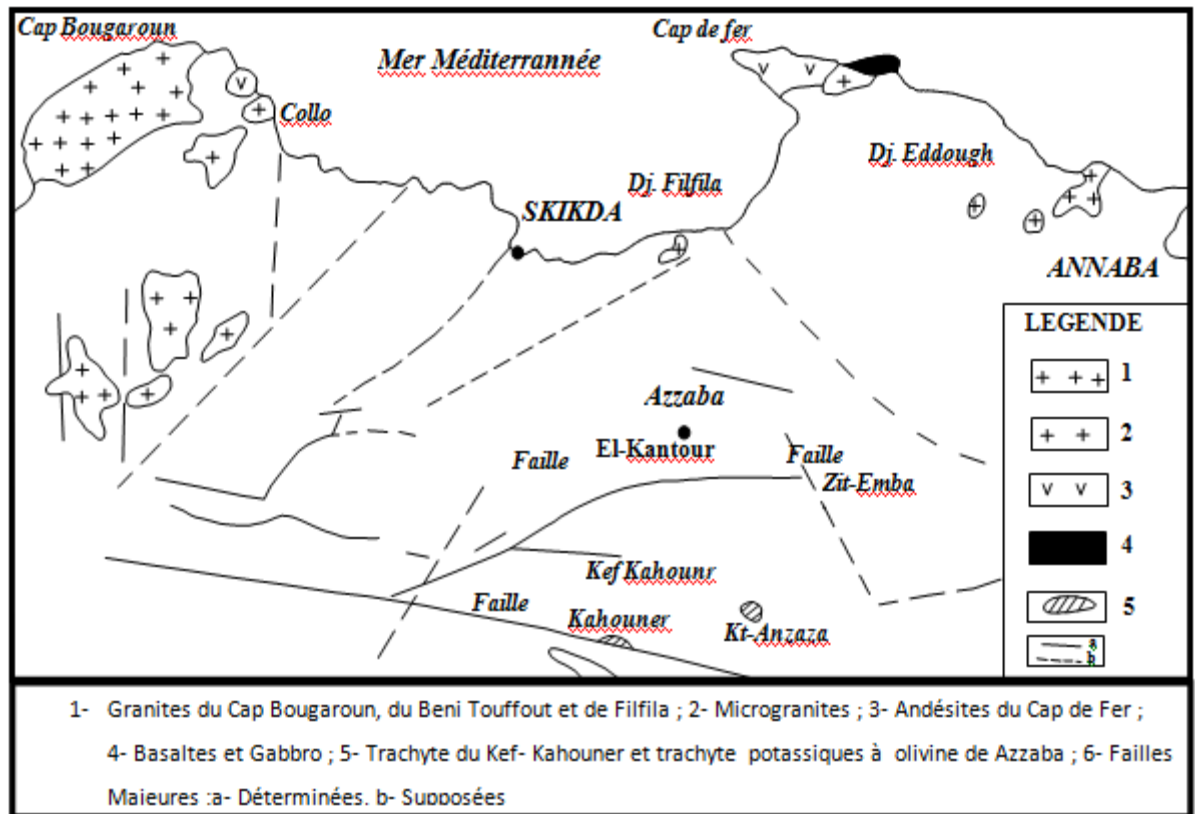 Cap Bougaroun
Cap de fer
Mer Méditerrannée
Collo
Dj. Eddough
Dj. Filfila
SKIKDA
ANNABA
LEGENDE
1
2
3
4
5
a
b
Azzaba
El-Kantour
Faille
Faille
Zït-Emba
Kef Kahounr
Faille
Kahouner
Kt-Anzaza
1- Granites du Cap Bougaroun, du Beni Touffout et de Filfila ; 2- Microgranites ; 3- Andésites du Cap de Fer ;
4- Basaltes et Gabbro ; 5- Trachyte du Kef- Kahouner et trachyte potassiques à olivine de Azzaba ; 6- Failles
Majeures :a- Déterminées. b- Supposées